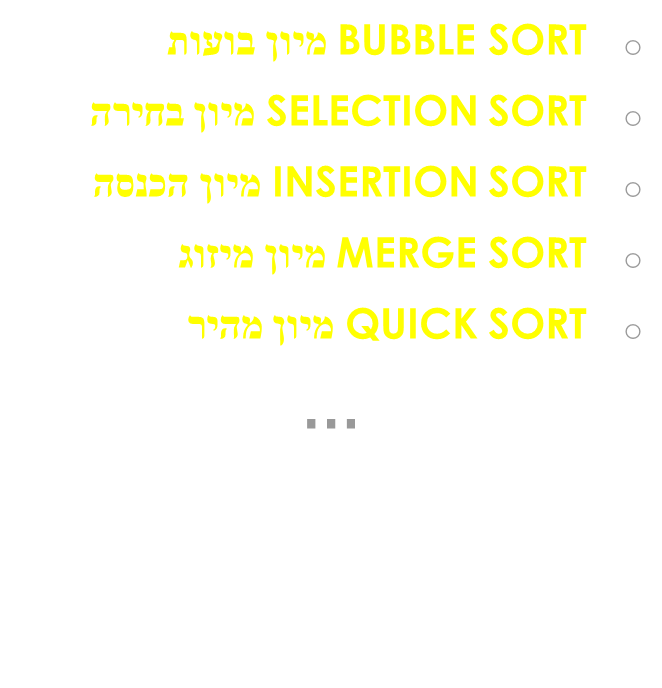 BUBBLE SORT מיון בועות
SELECTION SORT מיון בחירה
INSERTION SORT מיון הכנסה
MERGE SORT מיון מיזוג
QUICK SORT מיון מהיר
...